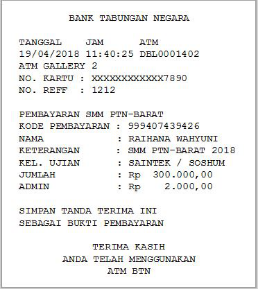 BANK TABUNGAN NEGARA
TANGGAL JAM ATM
19/04/2018 11:40:25 DBL0001402
ATM GALLERY 2
NO. KARTU : XXXXXXXXXXXX7890
NO. REFF : 1212
PEMBAYARAN SMM PTN-BARAT
KODE PEMBAYARAN : 999407439426
NAMA : RAIHANA WAHYUNI
KETERANGAN : SMM PTN-BARAT 2018
KEL. UJIAN : SAINTEK / SOSHUM
JUMLAH : Rp 300.000,00
ADMIN : Rp 2.000,00
SIMPAN TANDA TERIMA INI
SEBAGAI BUKTI PEMBAYARAN
TERIMA KASIH
ANDA TELAH MENGGUNAKAN
ATM BTN